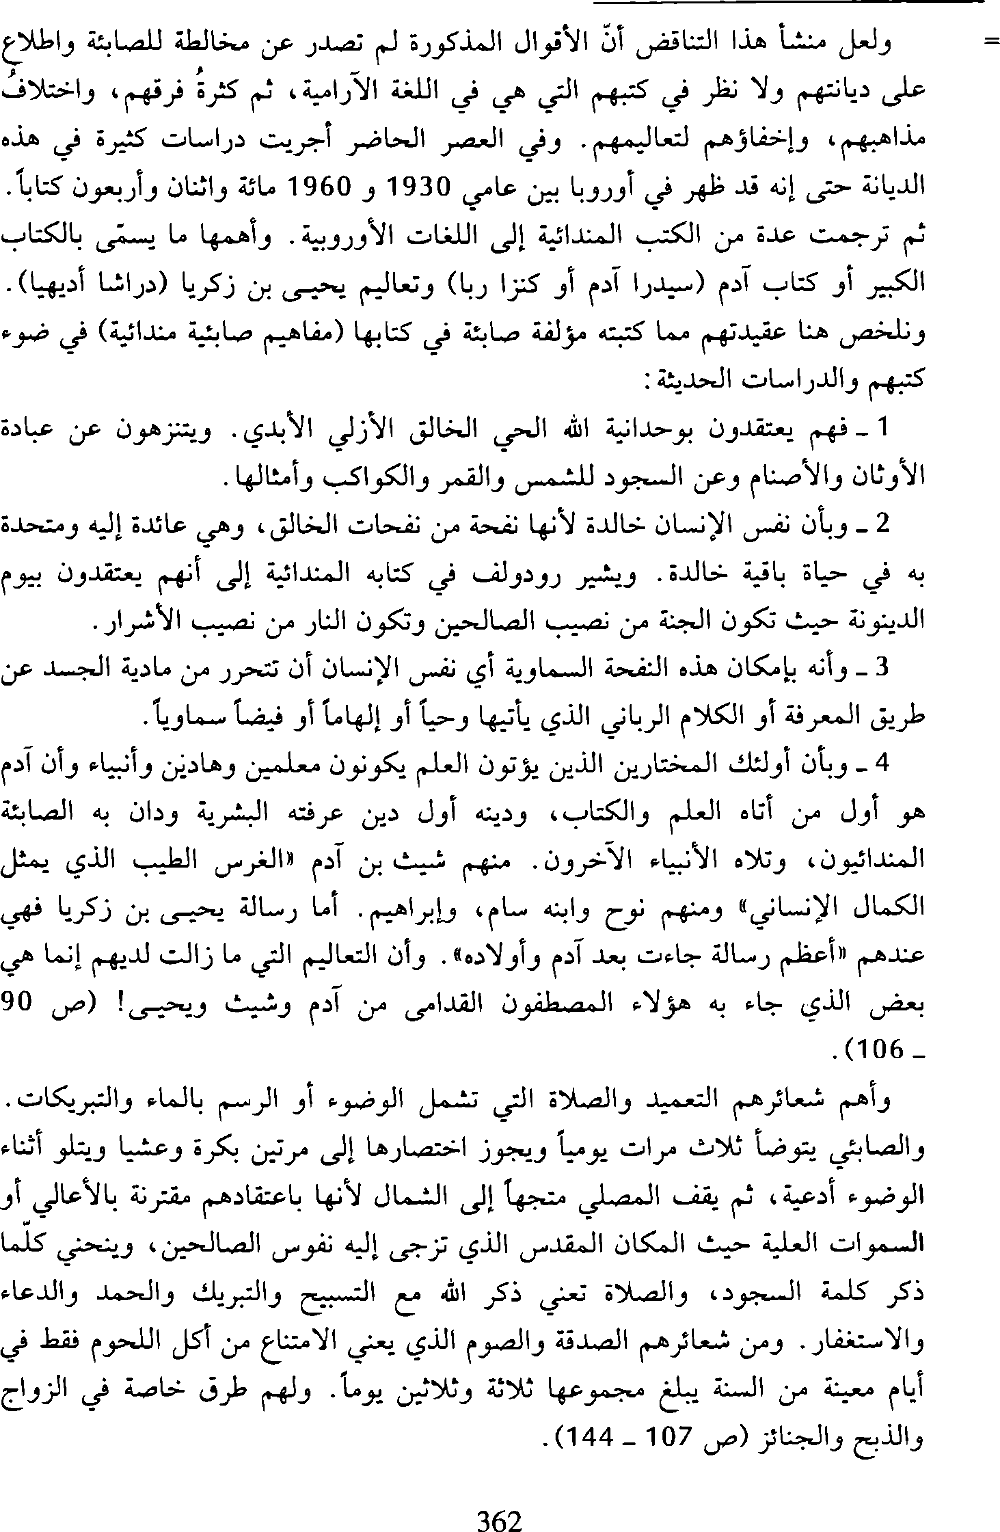 = ولعل منشأ هذا التناقض أنّ الأقوال المذكورة لم تصدر عن مخالطة للصابئة واطلاع
على ديانتهم ولا نظر في كتبهم التي هي في اللغة الآرامية، ثم كثرةُ فرقهم، واختلافُ
مذاهبهم، وإخفاؤهم لتعاليمهم. وفي العصر الحاضر أجريت دراسات كثيرة في هذه
الديانة حتى إنه قد ظهر في أوروبا بين عامي 1930 و 1960 مائة واثنان وأربعون كتاباً.
ثم ترجمت عدة من الكتب المندائية إلى اللغات الأوروبية. وأهمها ما يسمّى بالكتاب
الكبير أو كتاب آدم (سيدرا آدم أو كنزا ربا) وتعاليم يحيى بن زكريا (دراشا أديهيا).
ونلخص هنا عقيدتهم مما كتبته مؤلفة صابئة في كتابها (مفاهيم صابئية مندائية) في ضوء
كتبهم والدراسات الحديثة:
1 ـ فهم يعتقدون بوحدانية الله الحي الخالق الأزلي الأبدي. ويتنزهون عن عبادة
الأوثان والأصنام وعن السجود للشمس والقمر والكواكب وأمثالها.
2 ـ وبأن نفس الإنسان خالدة لأنها نفحة من نفحات الخالق، وهي عائدة إليه ومتحدة
به في حياة باقية خالدة. ويشير رودولف في كتابه المندائية إلى أنهم يعتقدون بيوم
الدينونة حيث تكون الجنة من نصيب الصالحين وتكون النار من نصيب الأشرار.
3 ـ وأنه بإمكان هذه النفحة السماوية أي نفس الإنسان أن تتحرر من مادية الجسد عن
طريق المعرفة أو الكلام الرباني الذي يأتيها وحياً أو إلهاماً أو فيضاً سماوياً.
4 ـ وبأن أولئك المختارين الذين يؤتون العلم يكونون معلمين وهادين وأنبياء وأن آدم
هو أول من أتاه العلم والكتاب، ودينه أول دين عرفته البشرية ودان به الصابئة
المندائيون، وتلاه الأنبياء الآخرون. منهم شيث بن آدم «الغرس الطيب الذي يمثل
الكمال الإنساني» ومنهم نوح وابنه سام، وإبراهيم. أما رسالة يحيى بن زكريا فهي
عندهم «أعظم رسالة جاءت بعد آدم وأولاده». وأن التعاليم التي ما زالت لديهم إنما هي
بعض الذي جاء به هؤلاء المصطفون القدامى من آدم وشيث ويحيى! (ص 90
ـ 106).
وأهم شعائرهم التعميد والصلاة التي تشمل الوضوء أو الرسم بالماء والتبريكات.
والصابئي يتوضأ ثلاث مرات يومياً ويجوز اختصارها إلى مرتين بكرة وعشيا ويتلو أثناء
الوضوء أدعية، ثم يقف المصلي متجهاً إلى الشمال لأنها باعتقادهم مقترنة بالأعالي أو
السموات العلية حيث المكان المقدس الذي تزجى إليه نفوس الصالحين، وينحني كلّما
ذكر كلمة السجود، والصلاة تعني ذكر الله مع التسبيح والتبريك والحمد والدعاء
والاستغفار. ومن شعائرهم الصدقة والصوم الذي يعني الامتناع من أكل اللحوم فقط في
أيام معينة من السنة يبلغ مجموعها ثلاثة وثلاثين يوماً. ولهم طرق خاصة في الزواج
والذبح والجنائز (ص 107 ـ 144).
362